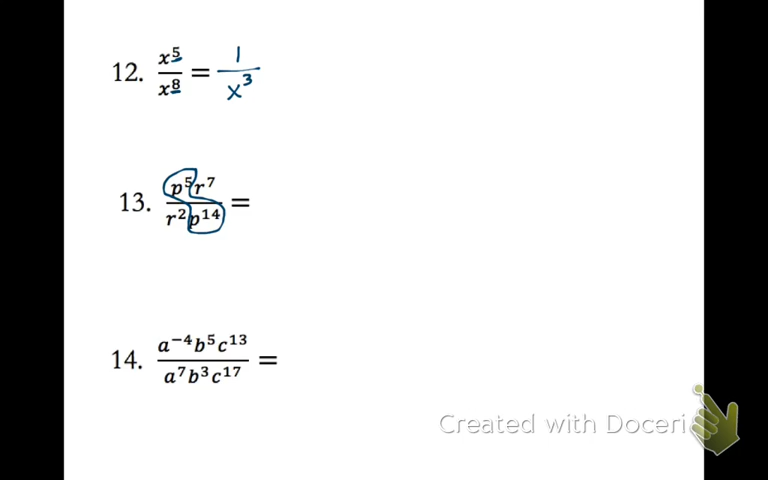 12. x⁵/x⁸ = 1/x³
13. p⁵r⁷/r²p¹⁴ =
14. a⁻⁴b⁵c¹³/a⁷b³c¹⁷ =
Created with Doceri